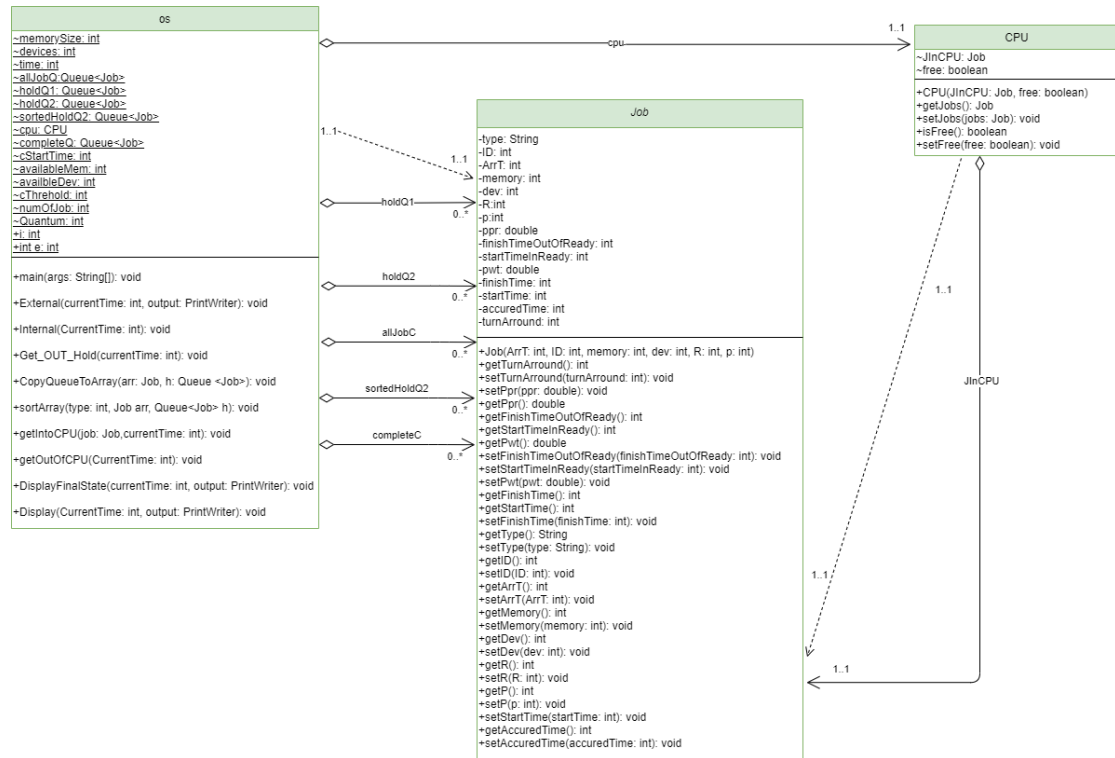 os
~memorySize: int
~devices: int
~time: int
~allJobQ:Queue<Job>
~holdQ1: Queue<Job>
~holdQ2: Queue<Job>
~sortedHoldQ2: Queue<Job>
~cpu: CPU
~completeQ: Queue<Job>
~cStartTime: int
~availableMem: int
~availbleDev: int
~cThrehold: int
~numOfJob: int
~Quantum: int
+i: int
+int e: int
+main(args: String[]): void
+External(currentTime: int, output: PrintWriter): void
+Internal(CurrentTime: int): void
+Get_OUT_Hold(currentTime: int): void
+CopyQueueToArray(arr: Job, h: Queue <Job>): void
+sortArray(type: int, Job arr, Queue<Job> h): void
+getIntoCPU(job: Job,currentTime: int): void
+getOutOfCPU(CurrentTime: int): void
+DisplayFinalState(currentTime: int, output: PrintWriter): void
+Display(CurrentTime: int, output: PrintWriter): void
cpu
1..1
1..1
1..1
holdQ1
0..*
holdQ2
0..*
allJobC
0..*
sortedHoldQ2
0..*
completeC
0..*
Job
-type: String
-ID: int
-ArrT: int
-memory: int
-dev: int
-R:int
-p:int
-ppr: double
-finishTimeOutOfReady: int
-startTimeInReady: int
-pwt: double
-finishTime: int
-startTime: int
-accuredTime: int
-turnArround: int
+Job(ArrT: int, ID: int, memory: int, dev: int, R: int, p: int)
+getTurnAround(): int
+setTurnArround(turnArround: int): void
+setPpr(ppr: double): void
+getPpr(): double
+getFinishTimeOutOfReady(): int
+getStartTimeInReady(): int
+getPwt(): double
+setFinishTimeOutOfReady(finishTimeOutOfReady: int): void
+setStartTimeInReady(startTimeInReady: int): void
+setPwt(pwt: double): void
+getFinishTime(): int
+getStartTime(): int
+setFinishTime(finishTime: int): void
+getType(): String
+setType(type: String): void
+getID(): int
+setID(ID: int): void
+getArrT(): int
+setArrT(ArrT: int): void
+getMemory(): int
+setMemory(memory: int): void
+getDev(): int
+setDev(dev: int): void
+getR(): int
+setR(R: int): void
+getP(): int
+setP(p: int): void
+setStartTime(startTime: int): void
+getAccuredTime(): int
+setAccuredTime(accuredTime: int): void
CPU
~JInCPU: Job
~free: boolean
+CPU(JInCPU: Job, free: boolean)
+getJobs(): Job
+setJobs(jobs: Job): void
+isFree(): boolean
+setFree(free: boolean): void
1..1
JInCPU
1..1
1..1